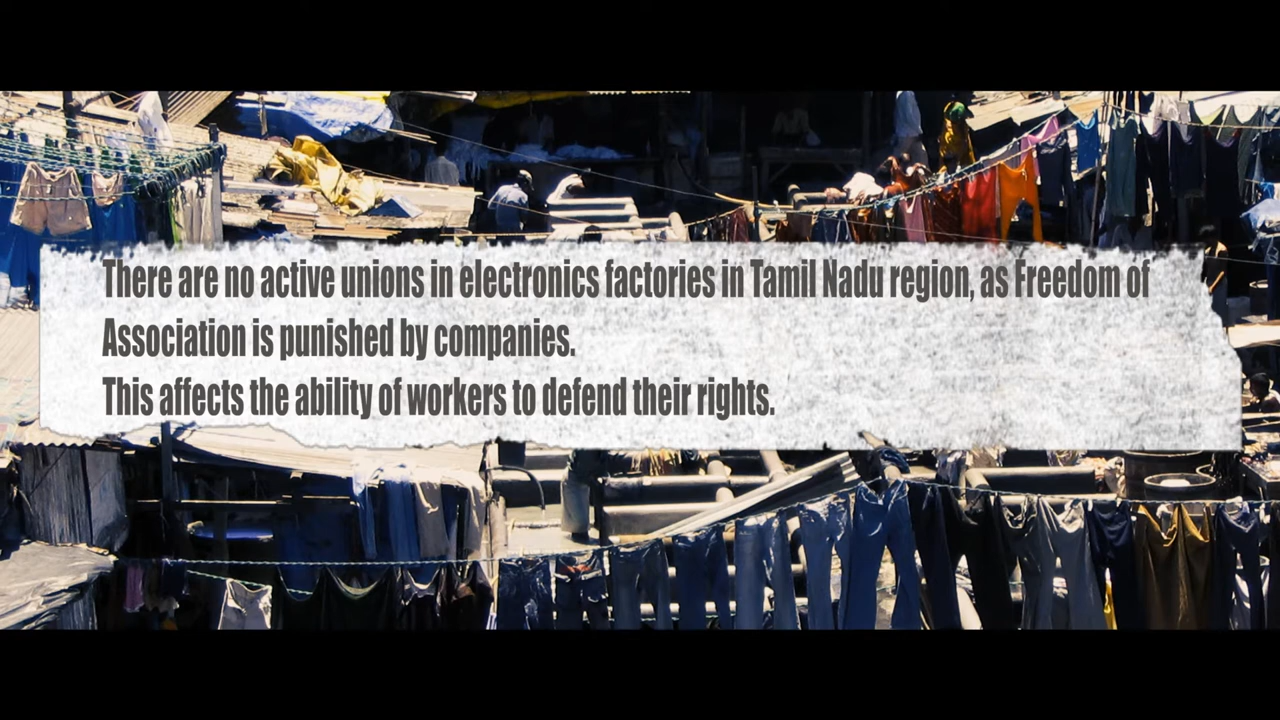 There are no active unions in electronics factories in Tamil Nadu region, as Freedom of
Association is punished by companies.
This affects the ability of workers to defend their rights.